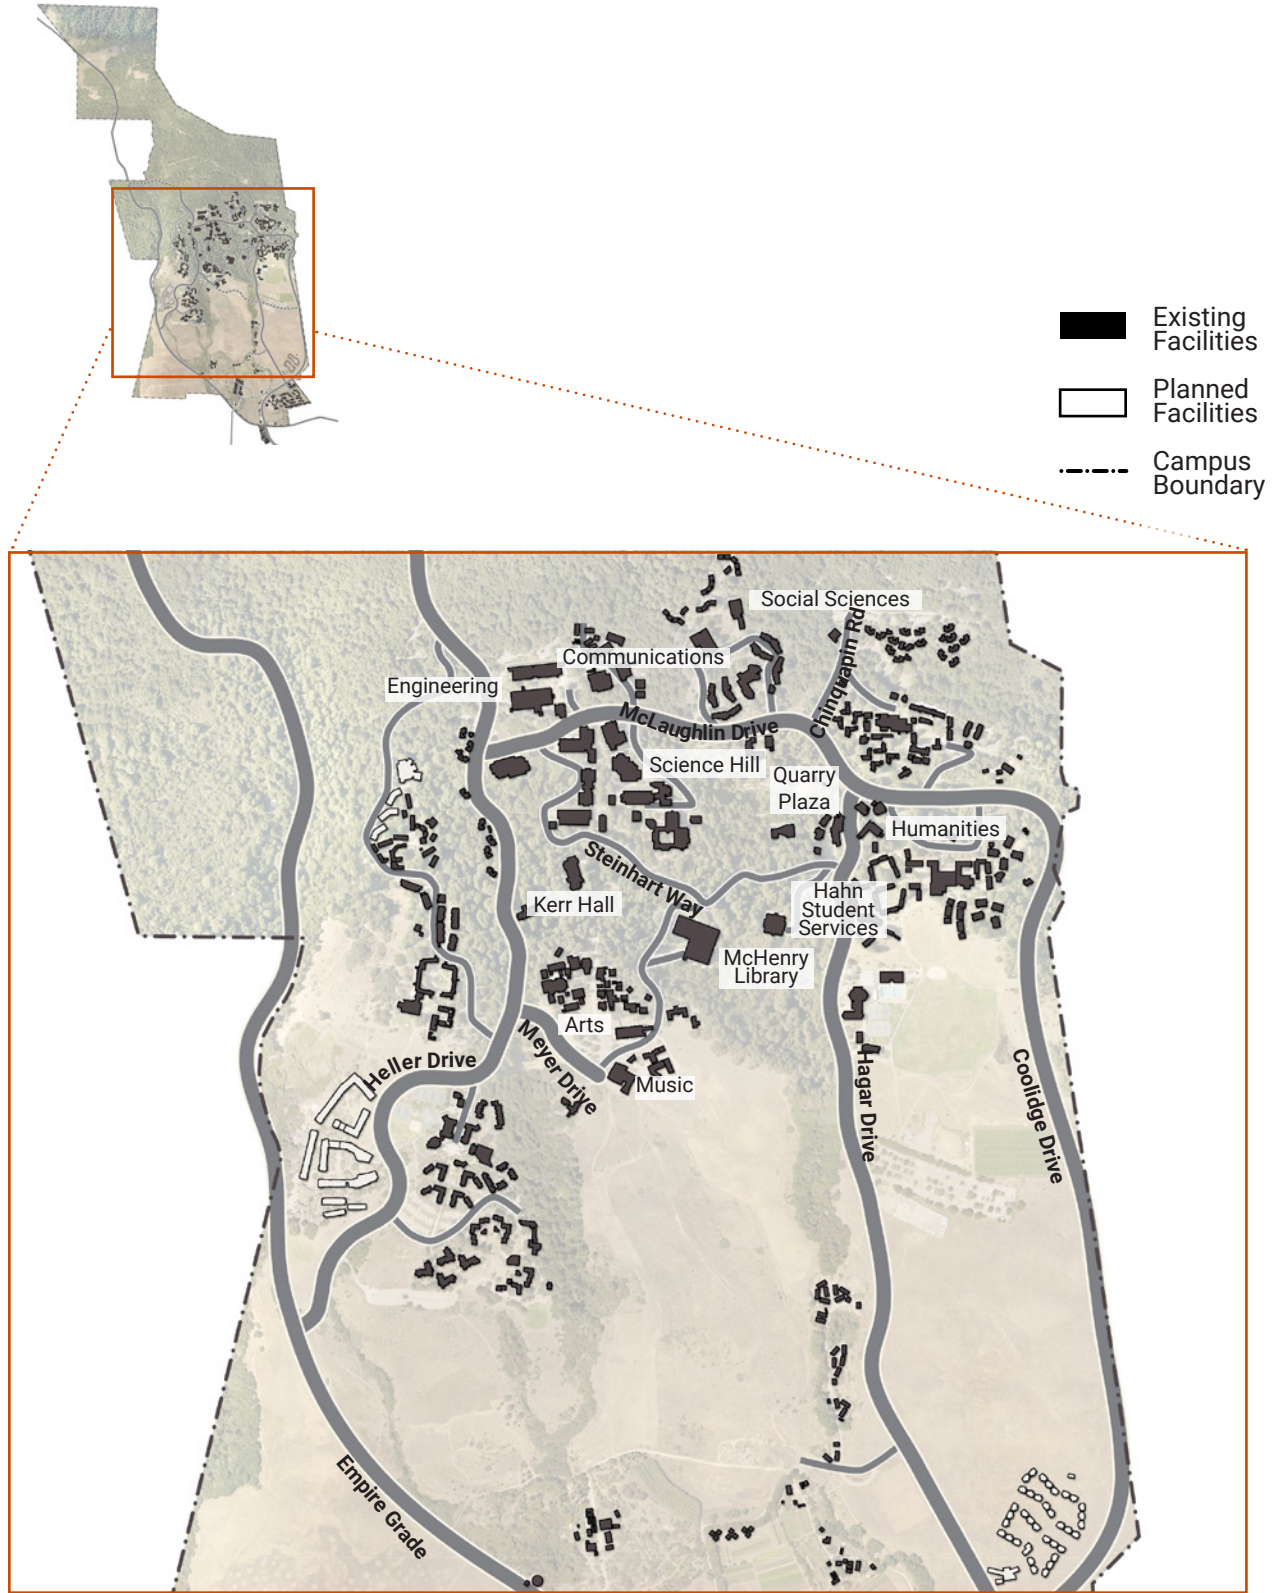 Existing
Facilities
Planned
Facilities
Campus
Boundary
Social Sciences
Chinquapin Rd
Communications
Engineering
McLaughlin Drive
Science Hill
Quarry
Plaza
Humanities
Steinhart Way
Kerr Hall
Hahn
Student
Services
McHenry
Library
Arts
Meyer Drive
Music
Heller Drive
Hagar Drive
Coolidge Drive
Empire Grade